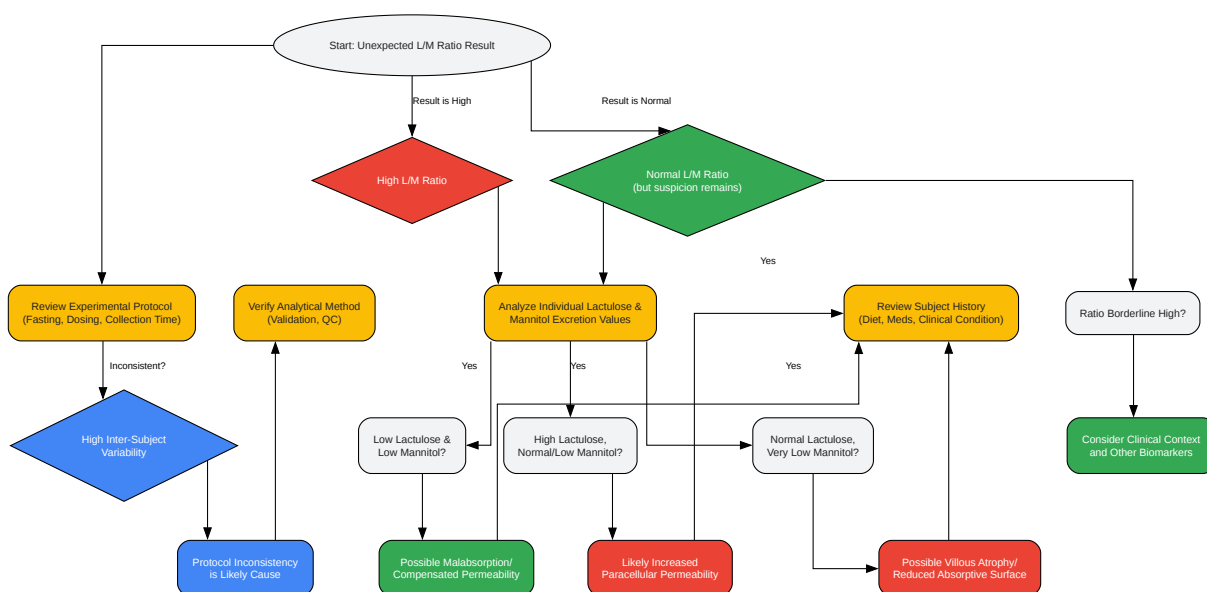 Start: Unexpected L/M Ratio Result
Result is High
Result is Normal
High L/M Ratio
Normal L/M Ratio
(but suspicion remains)
Yes
Review Experimental Protocol
(Fasting, Dosing, Collection Time)
Verify Analytical Method
(Validation, QC)
Analyze Individual Lactulose &
Mannitol Excretion Values
Review Subject History
(Diet, Meds, Clinical Condition)
Ratio Borderline High?
Inconsistent?
Yes
Yes
Yes
High Inter-Subject
Variability
Low Lactulose &
Low Mannitol?
High Lactulose,
Normal/Low Mannitol?
Normal Lactulose,
Very Low Mannitol?
Consider Clinical Context
and Other Biomarkers
Protocol Inconsistency
is Likely Cause
Possible Malabsorption/
Compensated Permeability
Likely Increased
Paracellular Permeability
Possible Villous Atrophy/
Reduced Absorptive Surface